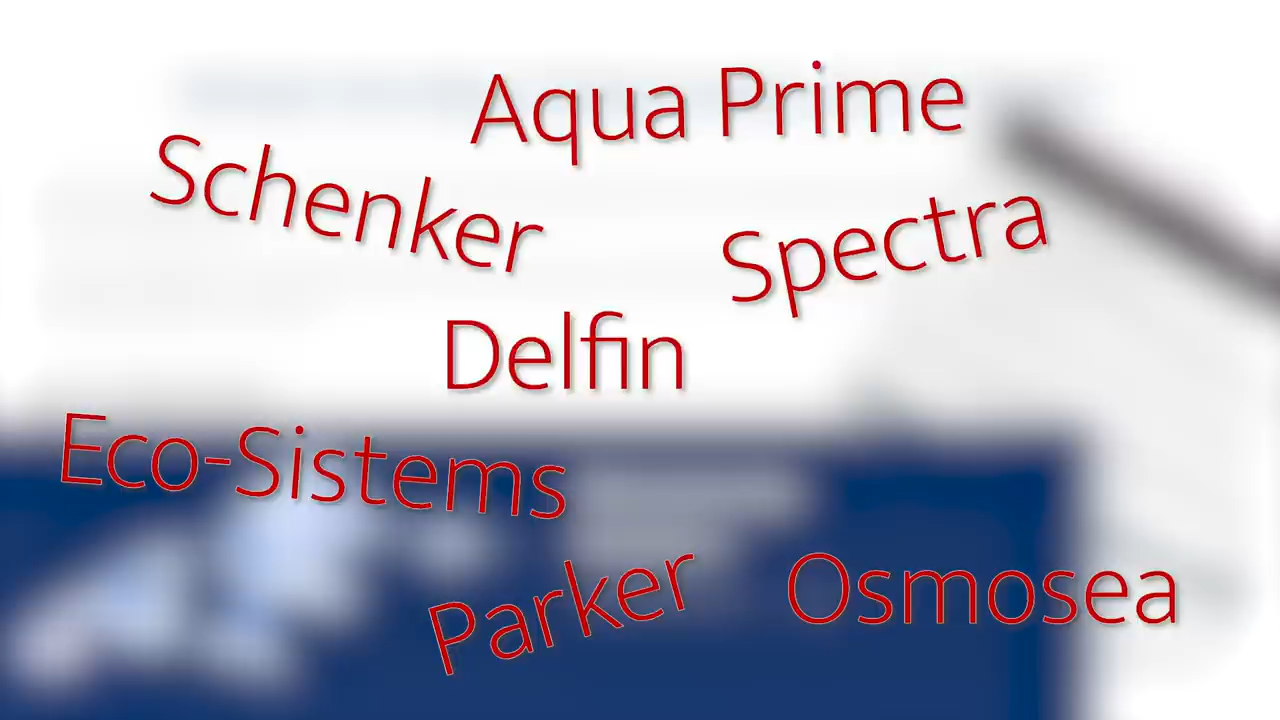 Aqua Prime
Schenker
Spectra
Delfin
Eco-Sistems
Parker
Osmosea